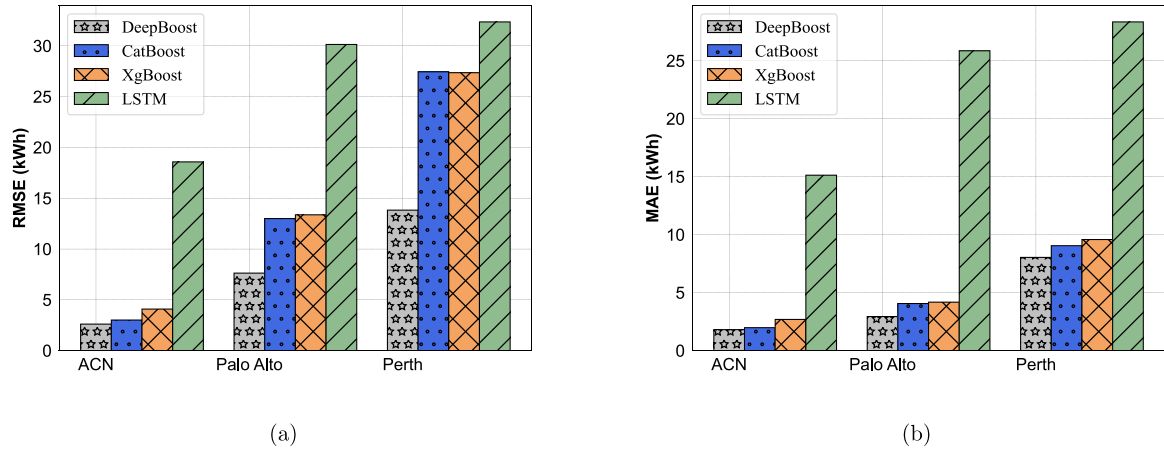 DeepBoost
CatBoost
XgBoost
LSTM
RMSE (kWh)
30
25
20
15
10
5
0
ACN Palo Alto Perth
(a)
DeepBoost
CatBoost
XgBoost
LSTM
MAE (kWh)
25
20
15
10
5
0
ACN Palo Alto Perth
(b)